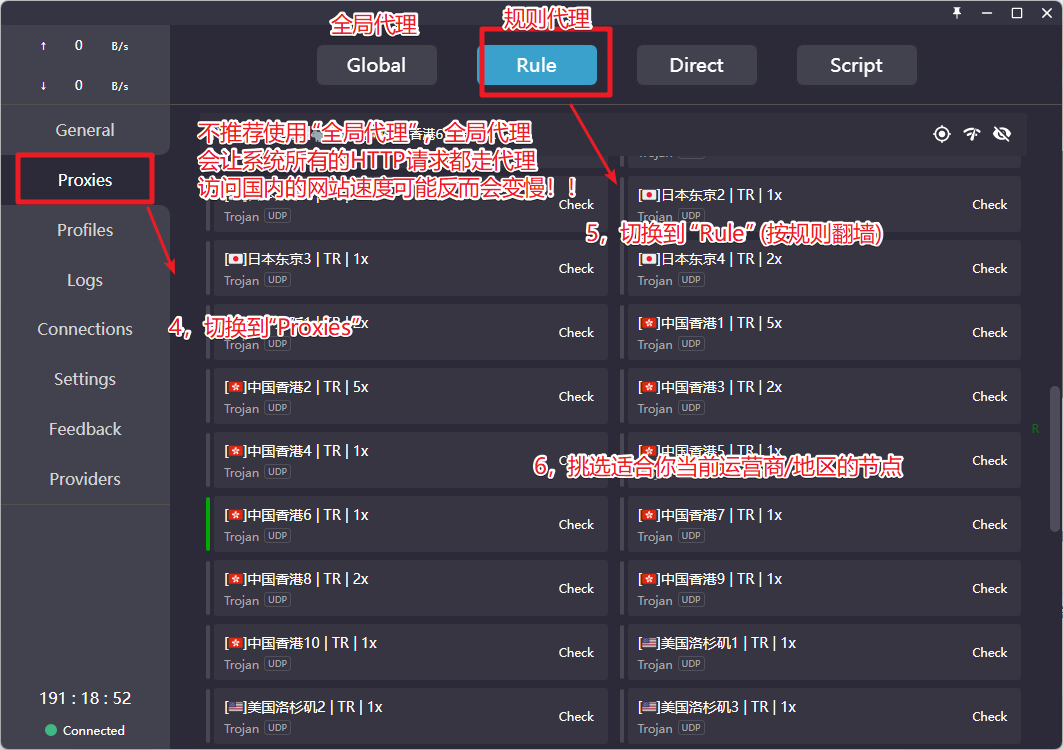 全局代理
规则代理
↑ 0 B/s
↓ 0 B/s
Global
Rule
Direct
Script
General
Proxies
Profiles
Logs
Connections
Settings
Feedback
Providers
191 : 18 : 52
Connected
香港6
不推荐使用“全局代理”，全局代理
会让系统所有的HTTP请求都走代理
访问国内的网站速度可能反而会变慢！！
Check
Trojan UDP
[🇯🇵]日本东京2 | TR | 1x
Trojan UDP
Check
5，切换到 “Rule” (按规则翻墙)
[🇯🇵]日本东京3 | TR | 1x
Trojan UDP
Check
[🇯🇵]日本东京4 | TR | 2x
Trojan UDP
Check
4，切换到“Proxies”
2x
Trojan UDP
Check
[🇭🇰]中国香港1 | TR | 5x
Trojan UDP
Check
[🇭🇰]中国香港2 | TR | 5x
Trojan UDP
Check
[🇭🇰]中国香港3 | TR | 2x
Trojan UDP
Check
R
[🇭🇰]中国香港4 | TR | 1x
Trojan UDP
[🇭🇰]中国香港5 | TR | 1x
Check
6，挑选适合你当前运营商/地区的节点
[🇭🇰]中国香港6 | TR | 1x
Trojan UDP
Check
[🇭🇰]中国香港7 | TR | 1x
Trojan UDP
Check
[🇭🇰]中国香港8 | TR | 2x
Trojan UDP
Check
[🇭🇰]中国香港9 | TR | 1x
Trojan UDP
Check
[🇭🇰]中国香港10 | TR | 1x
Trojan UDP
Check
[🇺🇸]美国洛杉矶1 | TR | 1x
Trojan UDP
Check
[🇺🇸]美国洛杉矶2 | TR | 1x
Trojan UDP
Check
[🇺🇸]美国洛杉矶3 | TR | 1x
Trojan UDP
Check